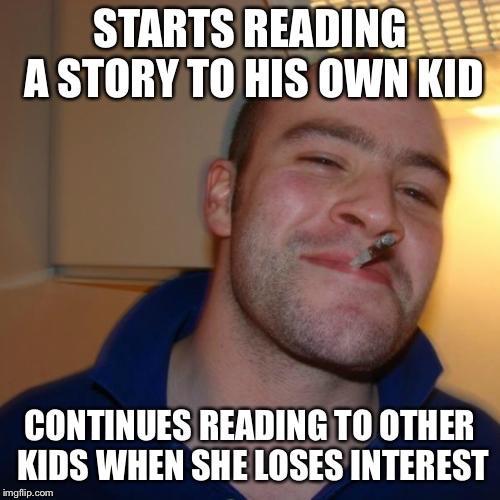 STARTS READING
A STORY TO HIS OWN KID
CONTINUES READING TO OTHER
KIDS WHEN SHE LOSES INTEREST
imgflip.com